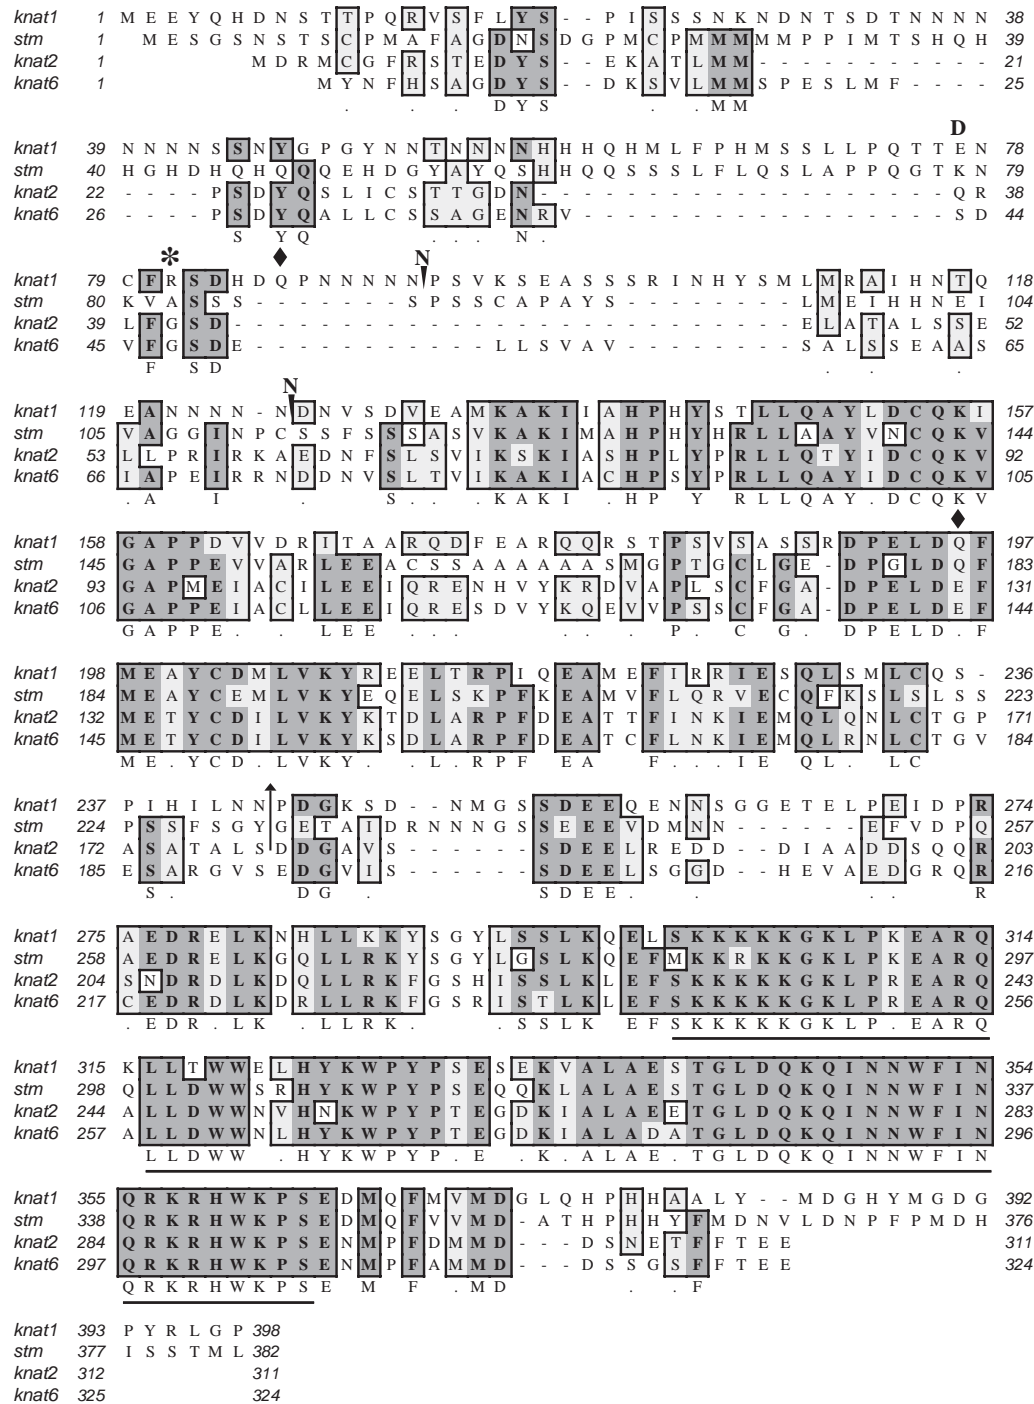 knat1 1 M E E Y Q H D N S T T P Q R V S F L Y S - - P I S S S N K N D N T S D T N N N N 38
stm 1 M E S G S N S T S C P M A F A G D N S D G P M C P M M M M M P P I M T S H Q H 39
knat2 1 M D R M C G F R S T E D Y S - - E K A T L M M - - - - - - - - - - - 21
knat6 1 M Y N F H S A G D Y S - - D K S V L M M S P E S L M F - - - - 25
. . D Y S . . M M
D
knat1 39 N N N N S S N Y G P G Y N N T N N N N H H H Q H M L F P H M S S L L P Q T T E N 78
stm 40 H G H D H Q H Q Q Q E H D G Y A Y Q S H H Q Q S S S L F L Q S L A P P Q G T K N 79
knat2 22 - - - - P S D Y Q S L I C S T T G D N - - - - - - - - - - - - - - - - - - - Q R 38
knat6 26 - - - - P S D Y Q A L L C S S A G E N R V - - - - - - - - - - - - - - - - - S D 44
S Y Q . . . N .
* ♦ N
knat1 79 C F R S D H D Q P N N N N N P S V K S E A S S S R I N H Y S M L M R A I H N T Q 118
stm 80 K V A S S S - - - - - - - S P S S C A P A Y S - - - - - - - L M E I H H N E I 104
knat2 39 L F G S D - - - - - - - - - - - - - - - - - - - - - - - - - - E L A T A L S S E 52
knat6 45 V F G S D E - - - - - - - - - - - L L S V A V - - - - - - - - S A L S S E A A S 65
F S D . . .
N
knat1 119 E A N N N N - N D N V S D V E A M K A K I I A H P H Y S T L L Q A Y L D C Q K I 157
stm 105 V A G G I N P C S S F S S S A S V K A K I M A H P H Y H R L L A A Y V N C Q K V 144
knat2 53 L L P R I R K A E D N F S L S V I K S K I A S H P L Y P R L L Q T Y I D C Q K V 92
knat6 66 I A P E I R R N D D N V S L T V I K A K I A C H P S Y P R L L Q A Y I D C Q K V 105
. A I S . . K A K I . H P Y R L L Q A Y . D C Q K V
♦
knat1 158 G A P P D V V D R I T A A R Q D F E A R Q Q R S T P S V S A S S R D P E L D Q F 197
stm 145 G A P P E V V A R L E E A C S S A A A A A A S M G P T G C L G E - D P G L D Q F 183
knat2 93 G A P M E I A C I L E E I Q R E N H V Y K R D V A P L S C F G A - D P E L D E F 131
knat6 106 G A P P E I A C L L E E I Q R E S D V Y K Q E V V P S S C F G A - D P E L D E F 144
G A P P E . . L E E . . . . . . P . C G . D P E L D . F
knat1 198 M E A Y C D M L V K Y R E E L T R P I Q E A M E F I R R I E S Q L S M L C Q S - 236
stm 184 M E A Y C E M L V K Y E Q E L S K P F K E A M V F L Q R V E C Q F K S L S L S S 223
knat2 132 M E T Y C D I L V K Y K T D L A R P F D E A T T F I N K I E M Q L Q N L C T G P 171
knat6 145 M E T Y C D I L V K Y K S D L A R P F D E A T C F L N K I E M Q L R N L C T G V 184
M E . Y C D . L V K Y . . L . R P F E A F . . . I E Q L . L C
knat1 237 P I H I L N N P D G K S D - - N M G S S D E E Q E N N S G G E T E L P E I D P R 274
stm 224 P S S F S G Y G E T A I D R N N N G S S E E E V D M N N - - - - - - E F V D P Q 257
knat2 172 A S A T A L S D D G A V S - - - - - - S D E E L R E D D - - D I A A D D S Q Q R 203
knat6 185 E S A R G V S E D G V I S - - - - - - S D E E L S G G D - - H E V A E D G R Q R 216
S . D G . S D E E . . . R
knat1 275 A E D R E L K N H L L K K Y S G Y L S S L K Q E L S K K K K K G K L P K E A R Q 314
stm 258 A E D R E L K G Q L L R K Y S G Y L G S L K Q E F M K K R K K G K L P K E A R Q 297
knat2 204 S N D R D L K D Q L L R K F G S H I S S L K L E F S K K K K K G K L P R E A R Q 243
knat6 217 C E D R D L K D R L L R K F G S R I S T L K L E F S K K K K K G K L P R E A R Q 256
. E D R . L K . L L R K . . S S L K E F S K K K K K G K L P . E A R Q
knat1 315 K L L T W W E L H Y K W P Y P S E S E K V A L A E S T G L D Q K Q I N N W F I N 354
stm 298 Q L L D W W S R H Y K W P Y P S E Q Q K L A L A E S T G L D Q K Q I N N W F I N 337
knat2 244 A L L D W W N V H N K W P Y P T E G D K I A L A E E T G L D Q K Q I N N W F I N 283
knat6 257 A L L D W W N L H Y K W P Y P T E G D K I A L A D A T G L D Q K Q I N N W F I N 296
L L D W W . H Y K W P Y P . E . K . A L A E . T G L D Q K Q I N N W F I N
knat1 355 Q R K R H W K P S E D M Q F M V M D G L Q H P H H A A L Y - - M D G H Y M G D G 392
stm 338 Q R K R H W K P S E D M Q F V V M D - A T H P H H Y F M D N V L D N P F P M D H 376
knat2 284 Q R K R H W K P S E N M P F D M M D - - - D S N E T F F T E E 311
knat6 297 Q R K R H W K P S E N M P F A M M D - - - D S S G S F F T E E 324
Q R K R H W K P S E M F . M D . . F
knat1 393 P Y R L G P 398
stm 377 I S S T M L 382
knat2 312 311
knat6 325 324